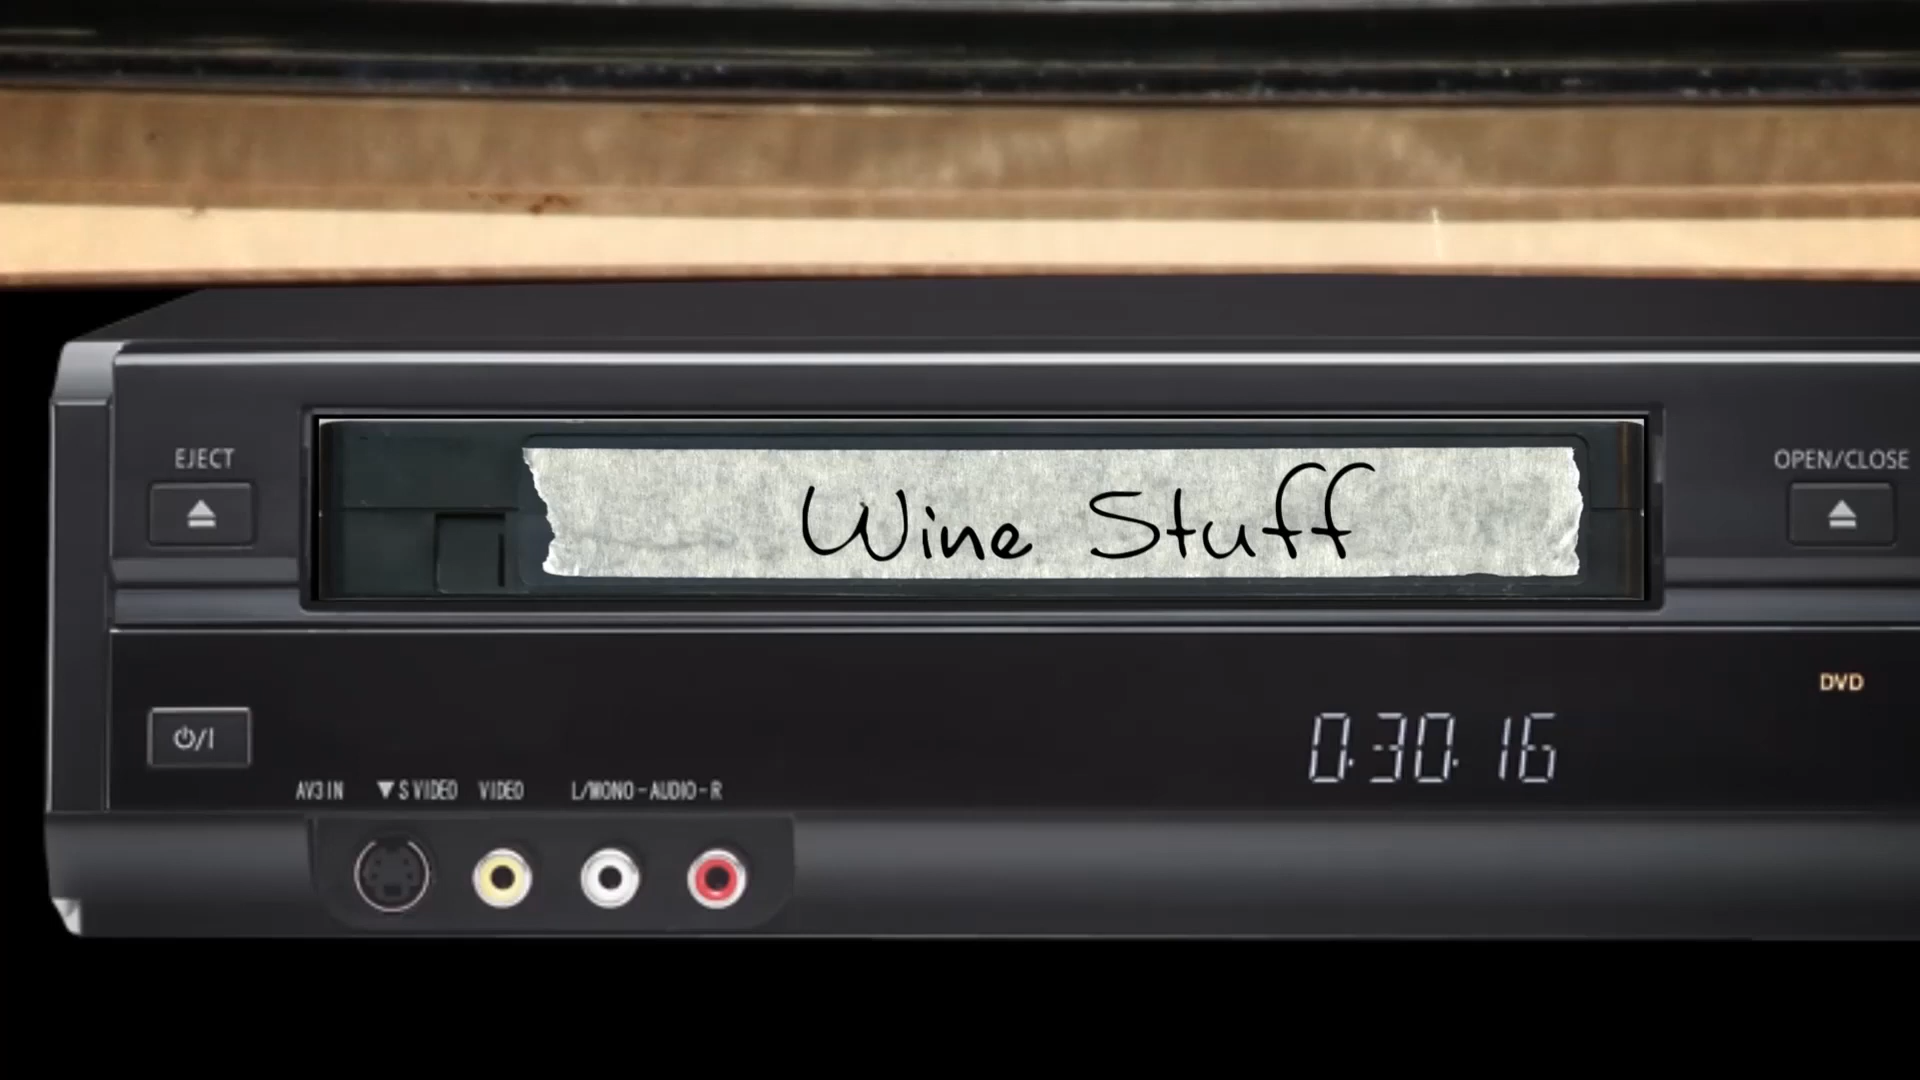 EJECT
Wine Stuff
OPEN/CLOSE
DVD
0:30:16
AV3 IN ▼ S VIDEO VIDEO L/MONO-AUDIO-R